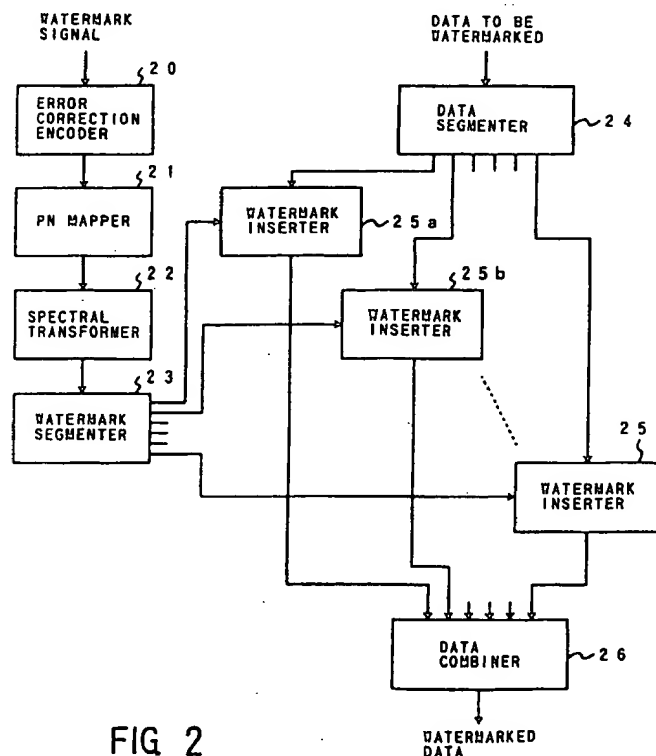 WATERMARK
SIGNAL
DATA TO BE
WATERMARKED
20
ERROR
CORRECTION
ENCODER
DATA
SEGMENTER
24
21
PN MAPPER
WATERMARK
INSERTER
25a
22
SPECTRAL
TRANSFORMER
25b
WATERMARK
INSERTER
23
WATERMARK
SEGMENTER
25
WATERMARK
INSERTER
DATA
COMBINER
26
FIG 2
WATERMARKED
DATA